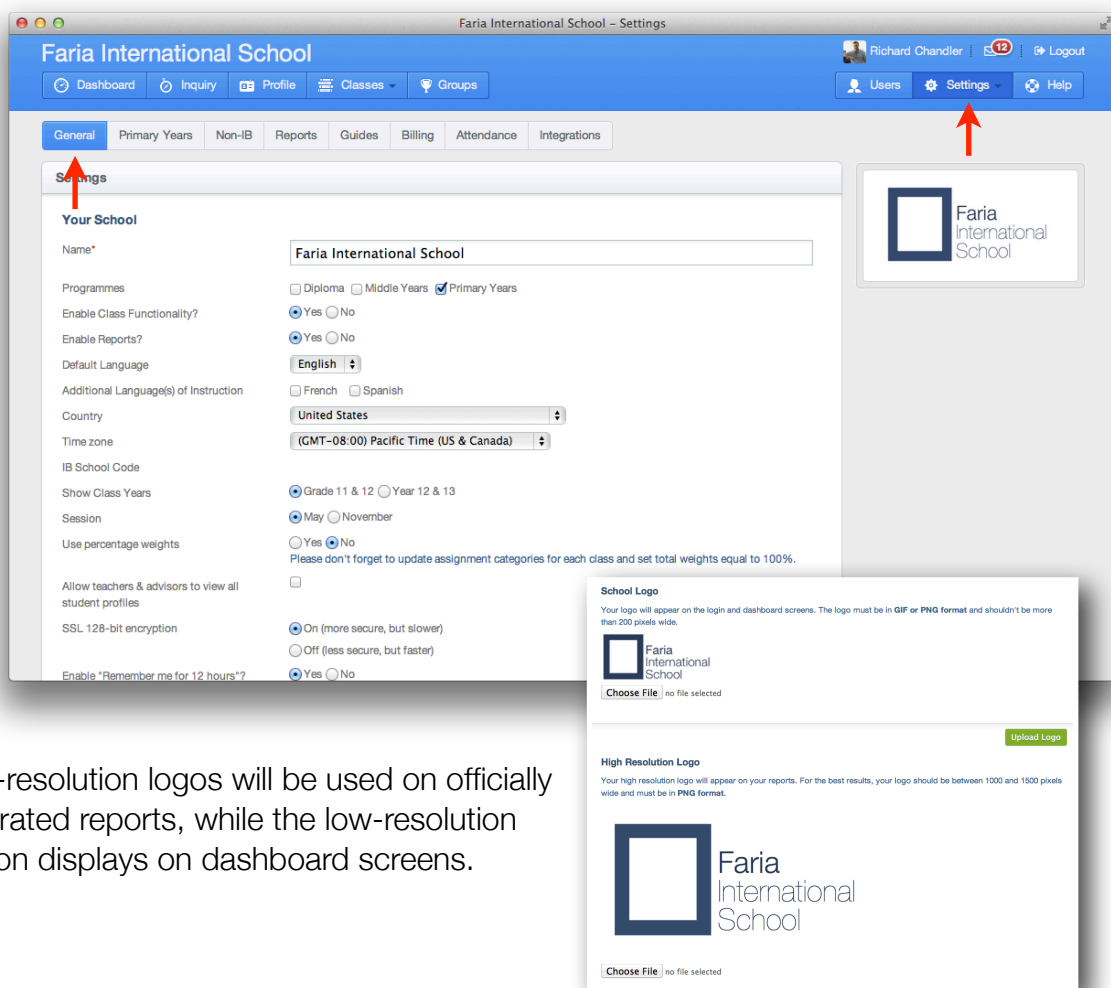 Faria International School – Settings
Faria International School
Richard Chandler 12 Logout
Dashboard Inquiry Profile Classes Groups
Users Settings Help
General Primary Years Non-IB Reports Guides Billing Attendance Integrations
Settings
Your School
Name* Faria International School
Programmes Diploma Middle Years Primary Years
Enable Class Functionality? Yes No
Enable Reports? Yes No
Default Language English
Additional Language(s) of Instruction French Spanish
Country United States
Time zone (GMT-08:00) Pacific Time (US & Canada)
IB School Code
Show Class Years Grade 11 & 12 Year 12 & 13
Session May November
Use percentage weights Yes No
Please don't forget to update assignment categories for each class and set total weights equal to 100%.
Allow teachers & advisors to view all
student profiles
SSL 128-bit encryption On (more secure, but slower)
Off (less secure, but faster)
Enable "Remember me for 12 hours"? Yes No
Faria
International
School
School Logo
Your logo will appear on the login and dashboard screens. The logo must be in GIF or PNG format and shouldn't be more
than 200 pixels wide.
Faria
International
School
Choose File no file selected
Upload Logo
High Resolution Logo
Your high resolution logo will appear on your reports. For the best results, your logo should be between 1000 and 1500 pixels
wide and must be in PNG format.
Faria
International
School
Choose File no file selected
-resolution logos will be used on officially
rated reports, while the low-resolution
on displays on dashboard screens.